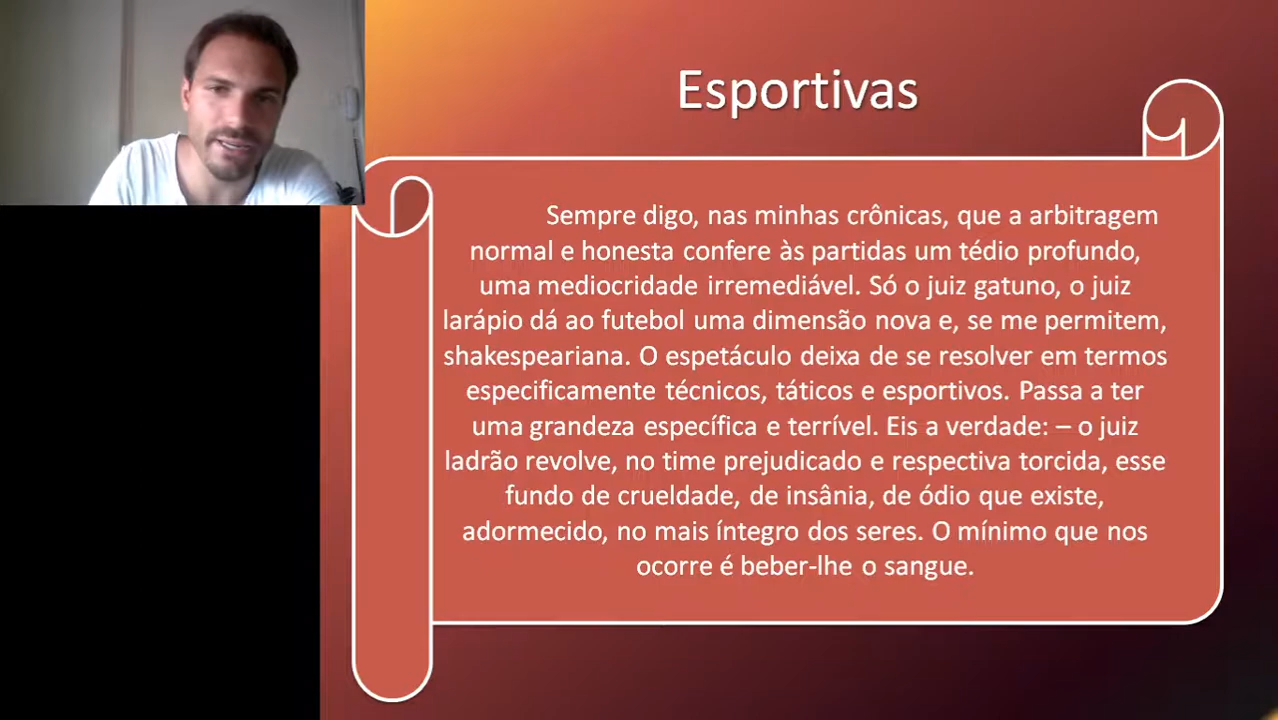 Esportivas
Sempre digo, nas minhas crônicas, que a arbitragem
normal e honesta confere às partidas um tédio profundo,
uma mediocridade irremediável. Só o juiz gatuno, o juiz
larápio dá ao futebol uma dimensão nova e, se me permitem,
shakespeariana. O espetáculo deixa de se resolver em termos
especificamente técnicos, táticos e esportivos. Passa a ter
uma grandeza específica e terrível. Eis a verdade: – o juiz
ladrão revolve, no time prejudicado e respectiva torcida, esse
fundo de crueldade, de insânia, de ódio que existe,
adormecido, no mais íntegro dos seres. O mínimo que nos
ocorre é beber-lhe o sangue.